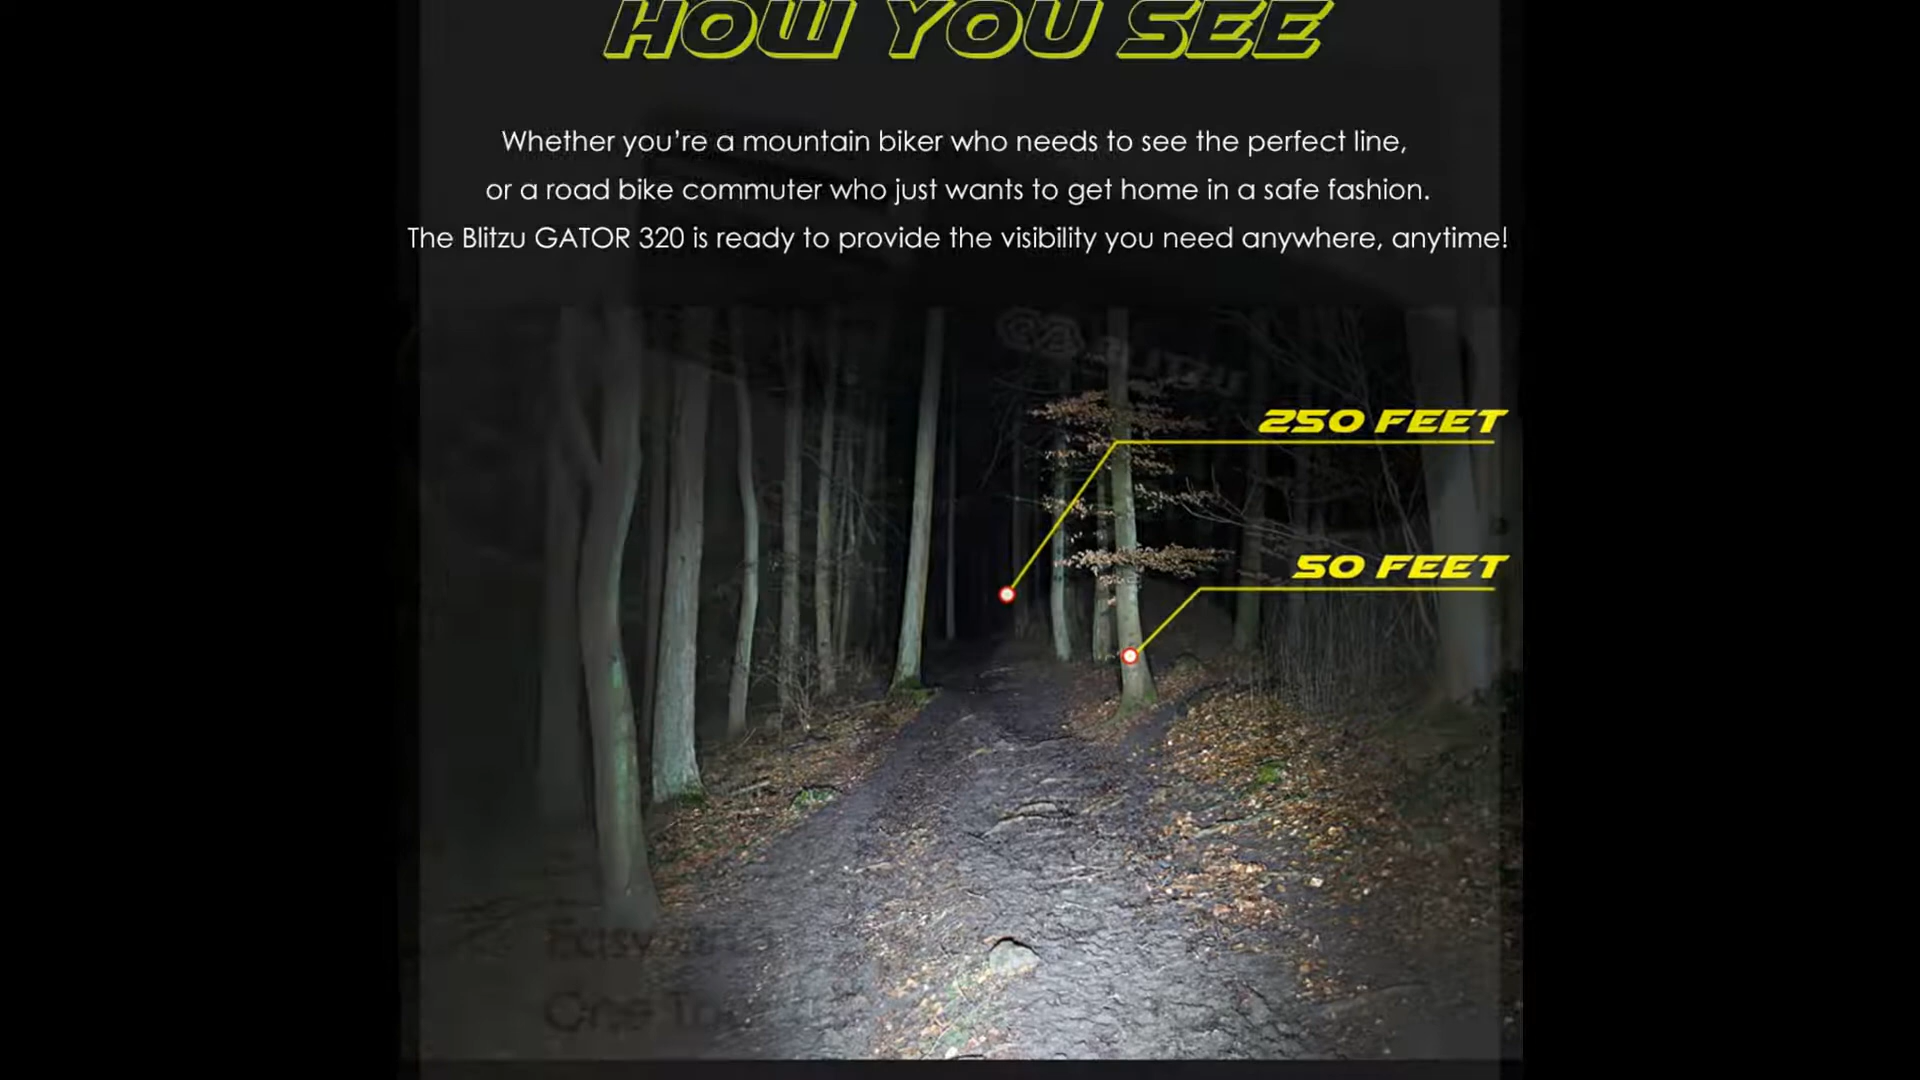 HOW YOU SEE
Whether you're a mountain biker who needs to see the perfect line,
or a road bike commuter who just wants to get home in a safe fashion.
The Blitzu GATOR 320 is ready to provide the visibility you need anywhere, anytime!
250 FEET
50 FEET
Easy
One